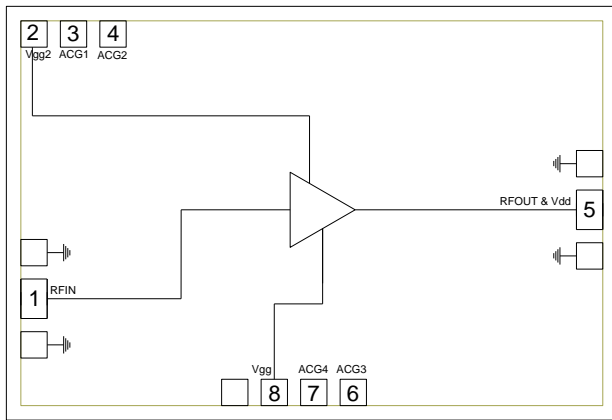 2 3 4
Vgg2 ACG1 ACG2
RFOUT & Vdd 5
1 RFIN
Vgg ACG4 ACG3
8 7 6